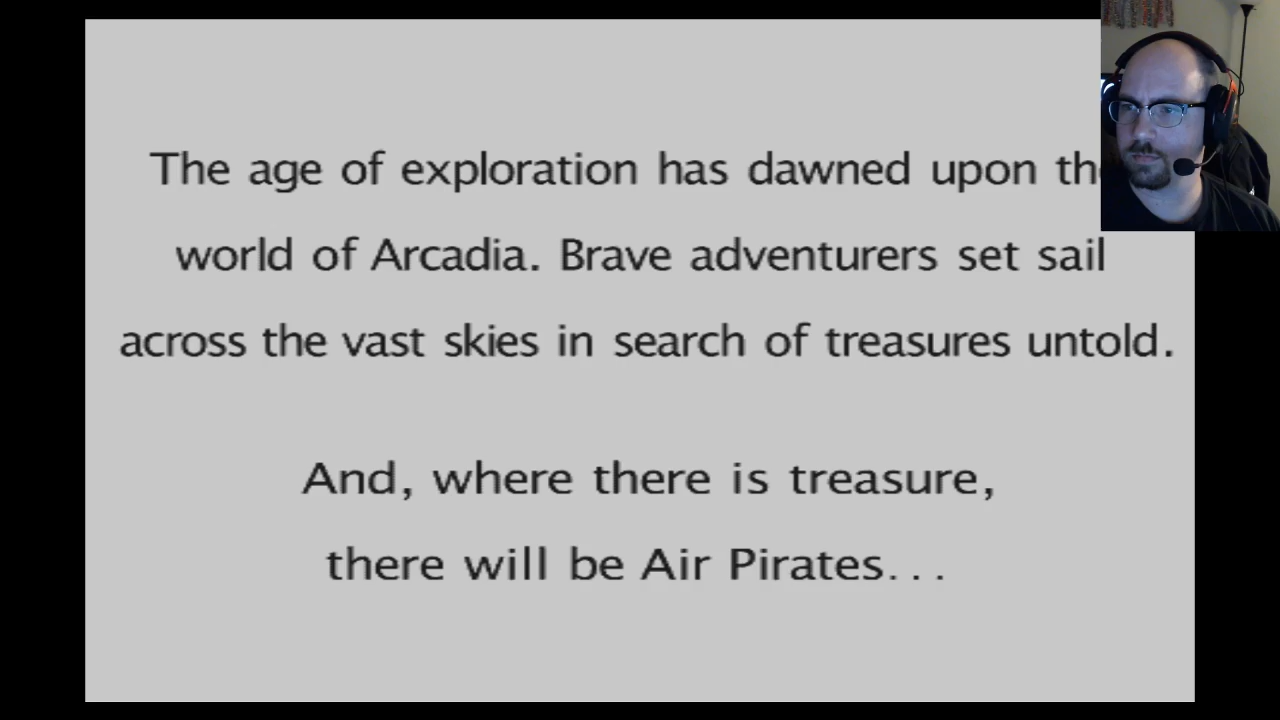 The age of exploration has dawned upon the
world of Arcadia. Brave adventurers set sail
across the vast skies in search of treasures untold.
And, where there is treasure,
there will be Air Pirates...